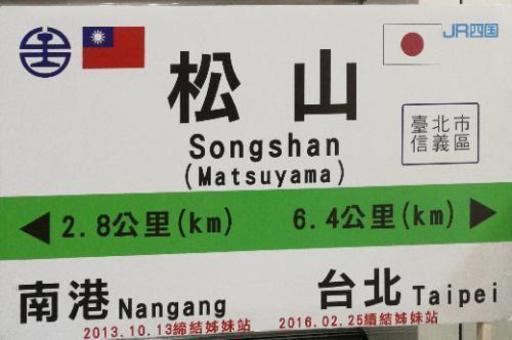 JR四国
松山
Songshan
(Matsuyama)
臺北市
信義區
2.8公里(km) 6.4公里(km)
南港 Nangang 台北 Taipei
2013.10.13締結姊妹站 2016.02.25續結姊妹站